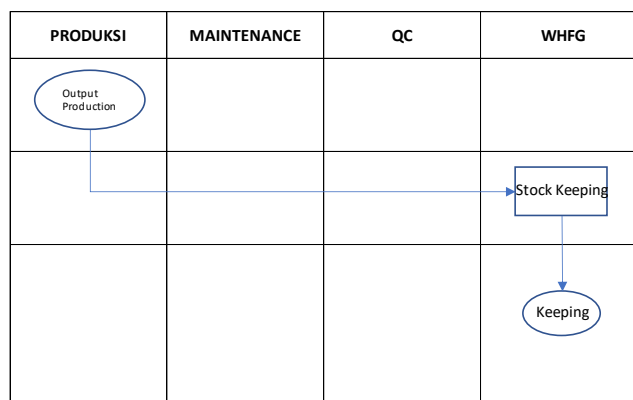 PRODUKSI
MAINTENANCE
QC
WHFG
Output
Production
Stock Keeping
Keeping